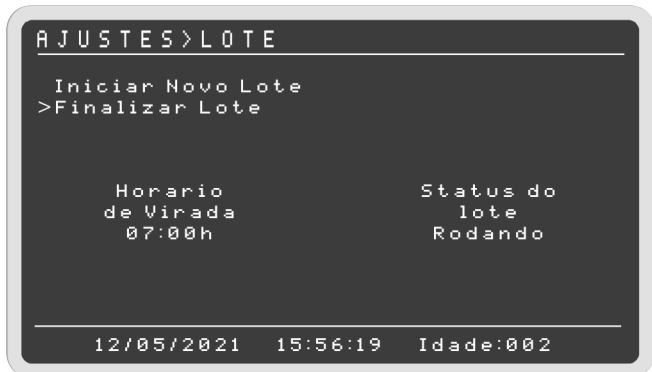 AJUSTES>LOTE
Iniciar Novo Lote
>Finalizar Lote
Horario
de Virada
07:00h
Status do
lote
Rodando
12/05/2021 15:56:19 Idade:002